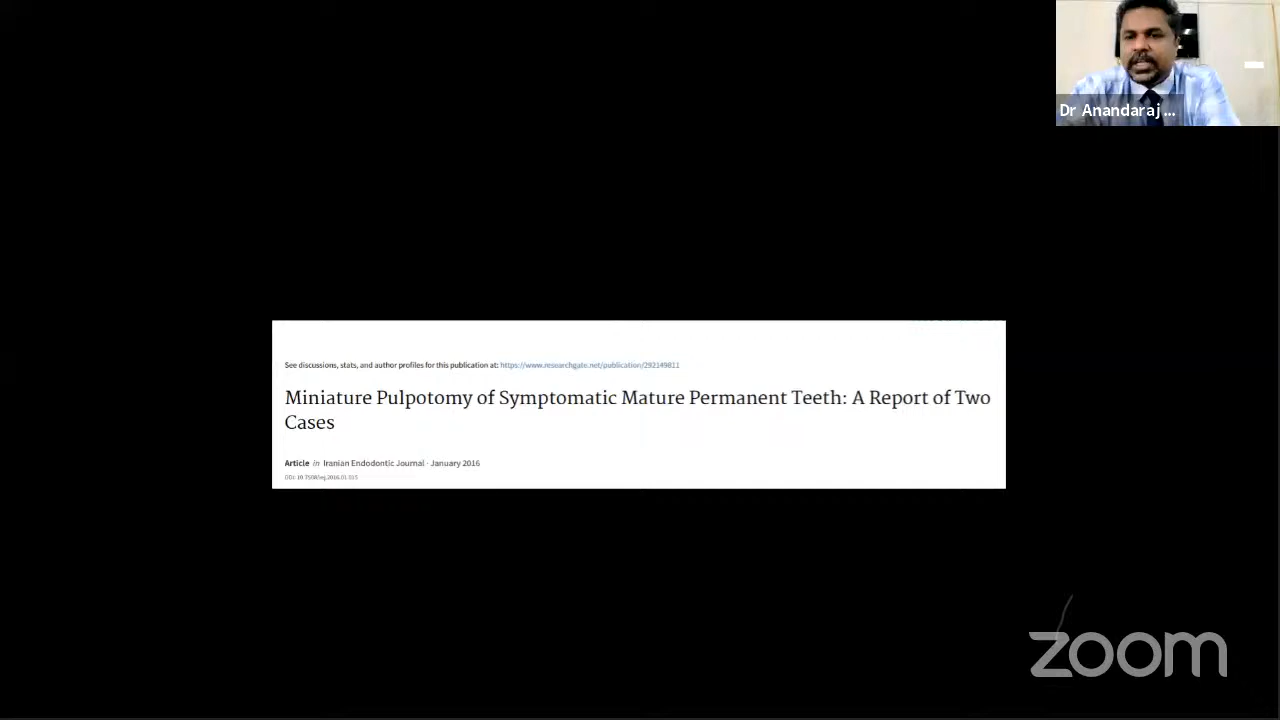 Dr Anandaraj ...
See discussions, stats, and author profiles for this publication at: https://www.researchgate.net/publication/292149811
Miniature Pulpotomy of Symptomatic Mature Permanent Teeth: A Report of Two
Cases
Article in Iranian Endodontic Journal · January 2016
zoom